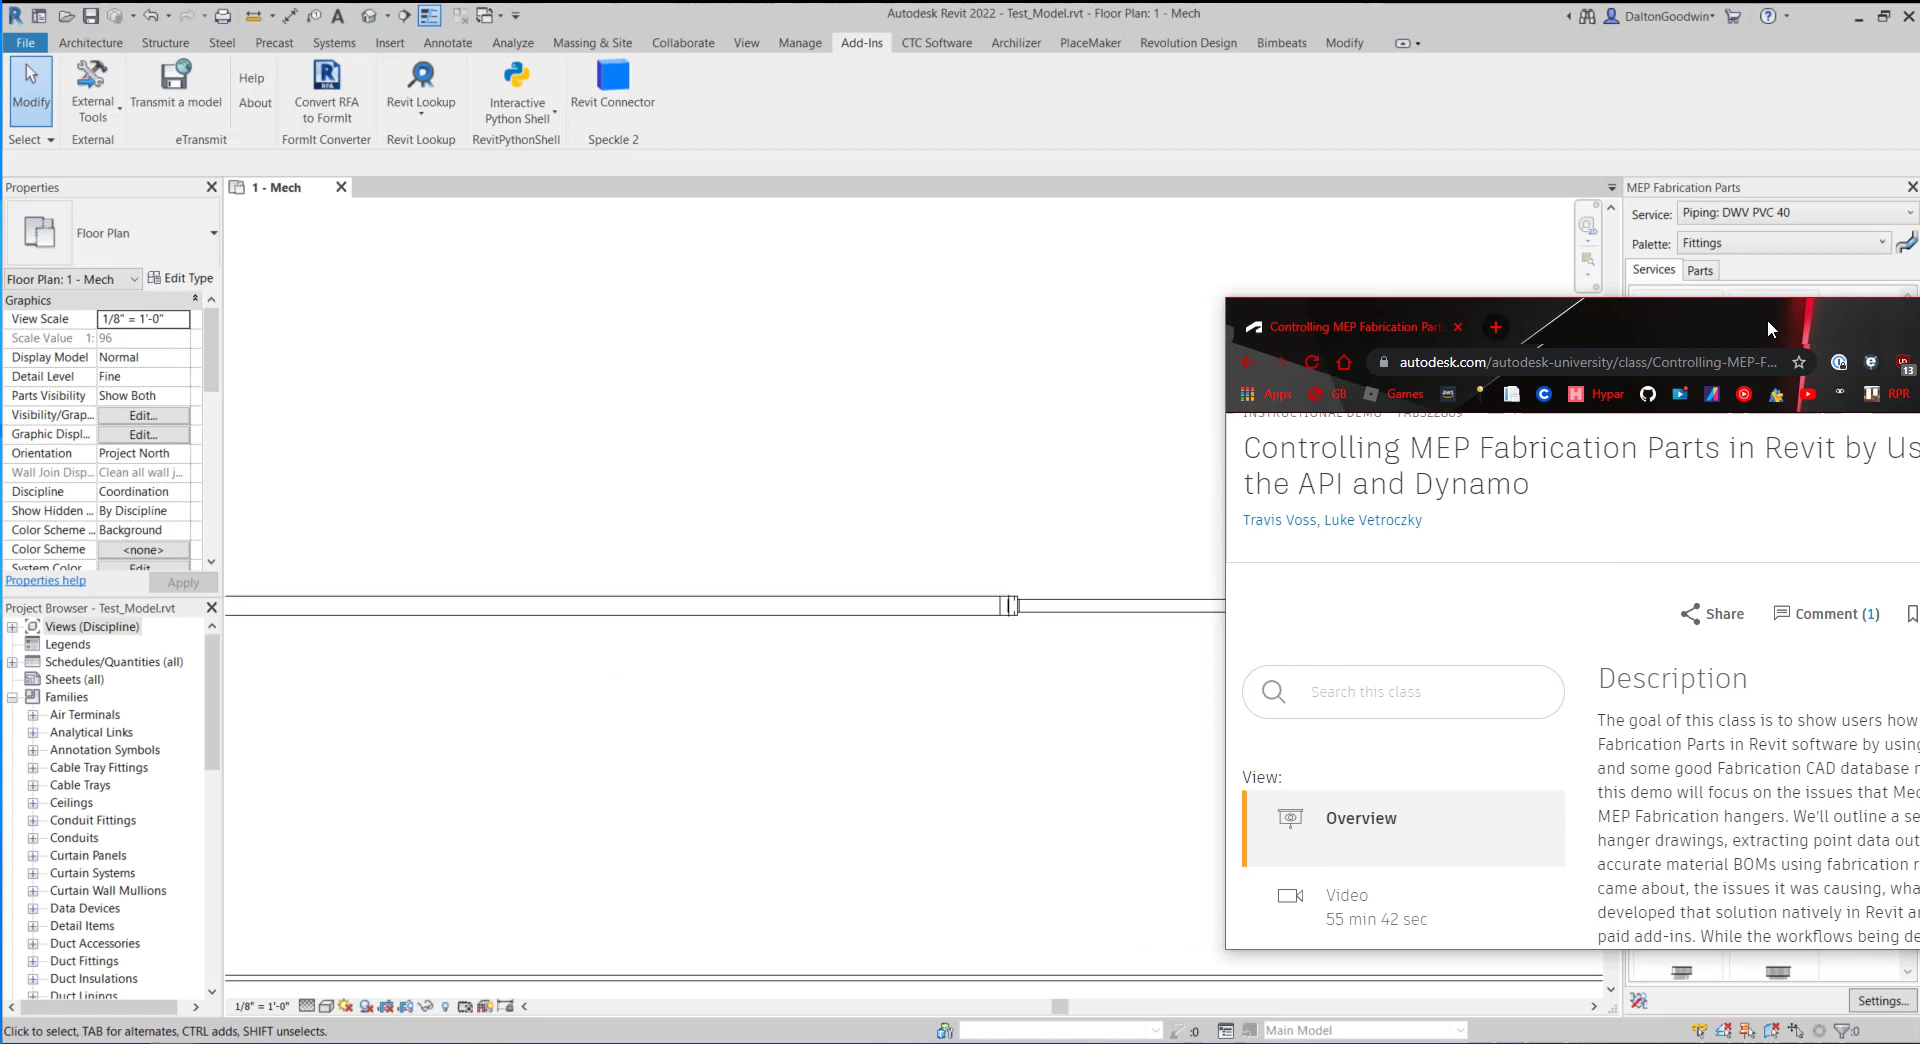 Autodesk Revit 2022 - Test_Model.rvt - Floor Plan: 1 - Mech
DaltonGoodwin
File Architecture Structure Steel Precast Systems Insert Annotate Analyze Massing & Site Collaborate View Manage Add-Ins CTC Software Archilizer PlaceMaker Revolution Design Bimbeats Modify
Modify
External Tools
Transmit a model
Help
About
Convert RFA to FormIt
Revit Lookup
Interactive Python Shell
Revit Connector
Select External eTransmit FormIt Converter Revit Lookup RevitPythonShell Speckle 2
Properties
1 - Mech
MEP Fabrication Parts
Floor Plan
Service: Piping: DWV PVC 40
Palette: Fittings
Services Parts
Floor Plan: 1 - Mech Edit Type
Graphics
View Scale 1/8" = 1'-0"
Scale Value 1: 96
Display Model Normal
Detail Level Fine
Parts Visibility Show Both
Visibility/Grap... Edit...
Graphic Displ... Edit...
Orientation Project North
Wall Join Disp... Clean all wall j...
Discipline Coordination
Show Hidden ... By Discipline
Color Scheme ... Background
Color Scheme <none>
System Color Edit
Properties help Apply
Project Browser - Test_Model.rvt
Views (Discipline)
Legends
Schedules/Quantities (all)
Sheets (all)
Families
Air Terminals
Analytical Links
Annotation Symbols
Cable Tray Fittings
Cable Trays
Ceilings
Conduit Fittings
Conduits
Curtain Panels
Curtain Systems
Curtain Wall Mullions
Data Devices
Detail Items
Duct Accessories
Duct Fittings
Duct Insulations
Duct Linings
Controlling MEP Fabrication Part
autodesk.com/autodesk-university/class/Controlling-MEP-F...
13
Apps GB Games aws Hypar RPR
INSTRUCTIONAL DEMO
Controlling MEP Fabrication Parts in Revit by Us
the API and Dynamo
Travis Voss, Luke Vetroczky
Share Comment (1)
Search this class
View:
Overview
Video
55 min 42 sec
Description
The goal of this class is to show users how
Fabrication Parts in Revit software by using
and some good Fabrication CAD database
this demo will focus on the issues that Mec
MEP Fabrication hangers. We'll outline a se
hanger drawings, extracting point data out
accurate material BOMs using fabrication r
came about, the issues it was causing, wha
developed that solution natively in Revit a
paid add-ins. While the workflows being de
1/8" = 1'-0"
Settings...
Click to select, TAB for alternates, CTRL adds, SHIFT unselects.
:0
Main Model
:0